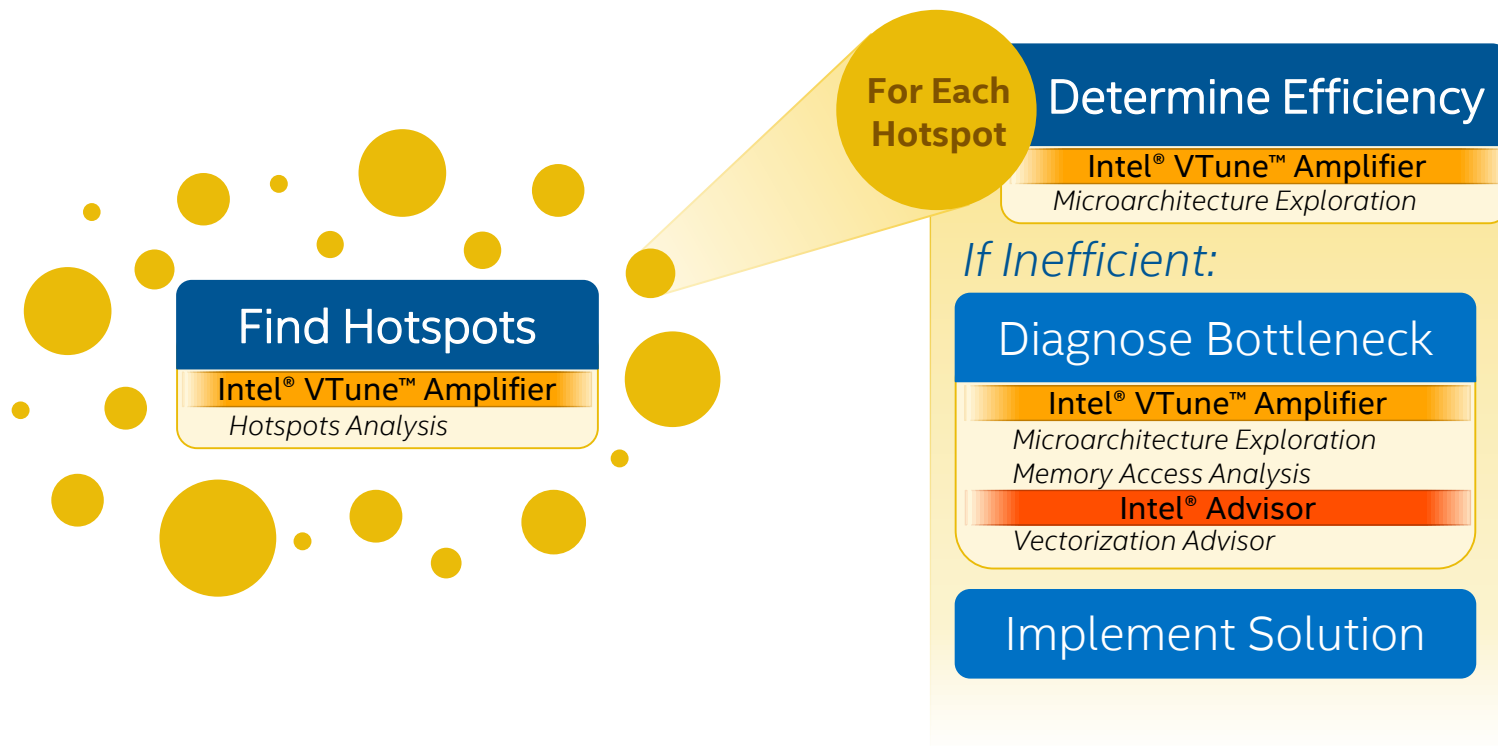 Find Hotspots
Intel® VTune™ Amplifier
Hotspots Analysis
For Each
Hotspot
Determine Efficiency
Intel® VTune™ Amplifier
Microarchitecture Exploration
If Inefficient:
Diagnose Bottleneck
Intel® VTune™ Amplifier
Microarchitecture Exploration
Memory Access Analysis
Intel® Advisor
Vectorization Advisor
Implement Solution